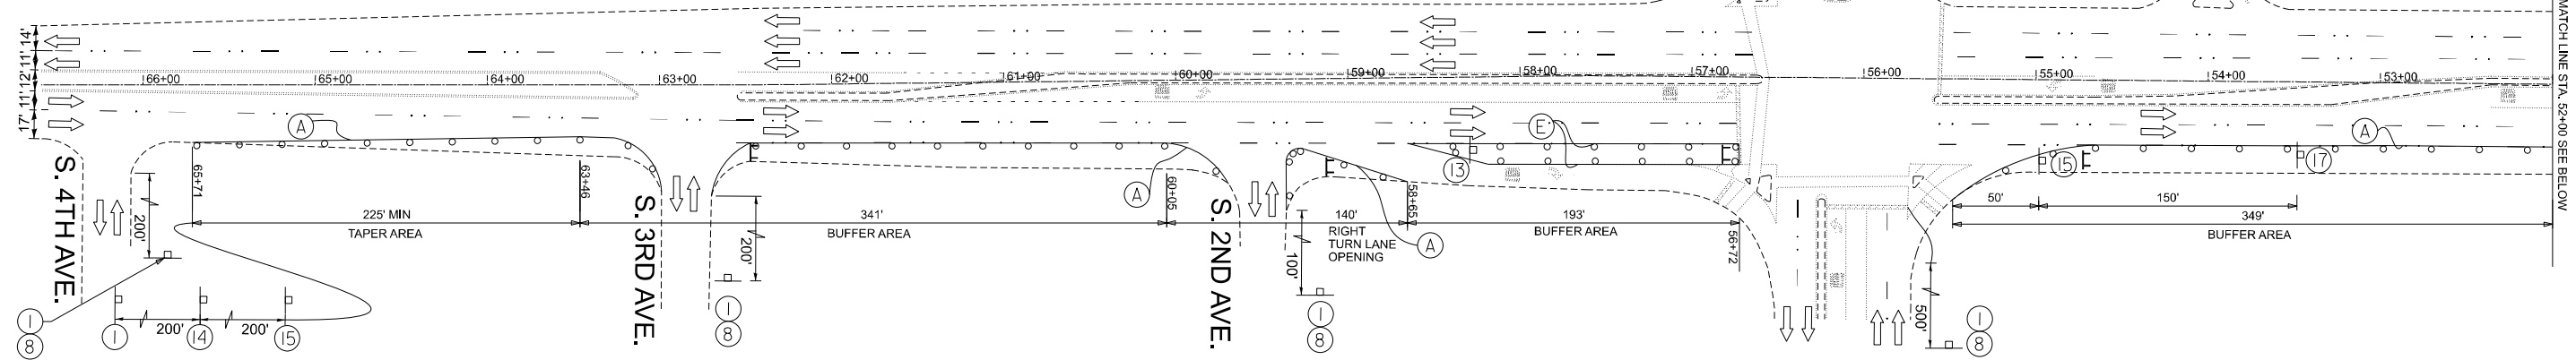 14'
11'
12'
11'
17'
66+00
65+00
64+00
63+00
62+00
61+00
60+00
59+00
58+00
57+00
56+00
55+00
54+00
53+00
MATCH LINE STA. 52+00 SEE BELOW
A
E
A
S. 4TH AVE.
65+71
63+46
S. 3RD AVE.
A
60+05
S. 2ND AVE.
58+65
13
56+72
15
17
200'
225' MIN
TAPER AREA
200'
341'
BUFFER AREA
100'
140'
RIGHT
TURN LANE
OPENING
A
193'
BUFFER AREA
50'
150'
349'
BUFFER AREA
500'
1
8
200'
200'
1
14
15
1
8
1
8
1
8